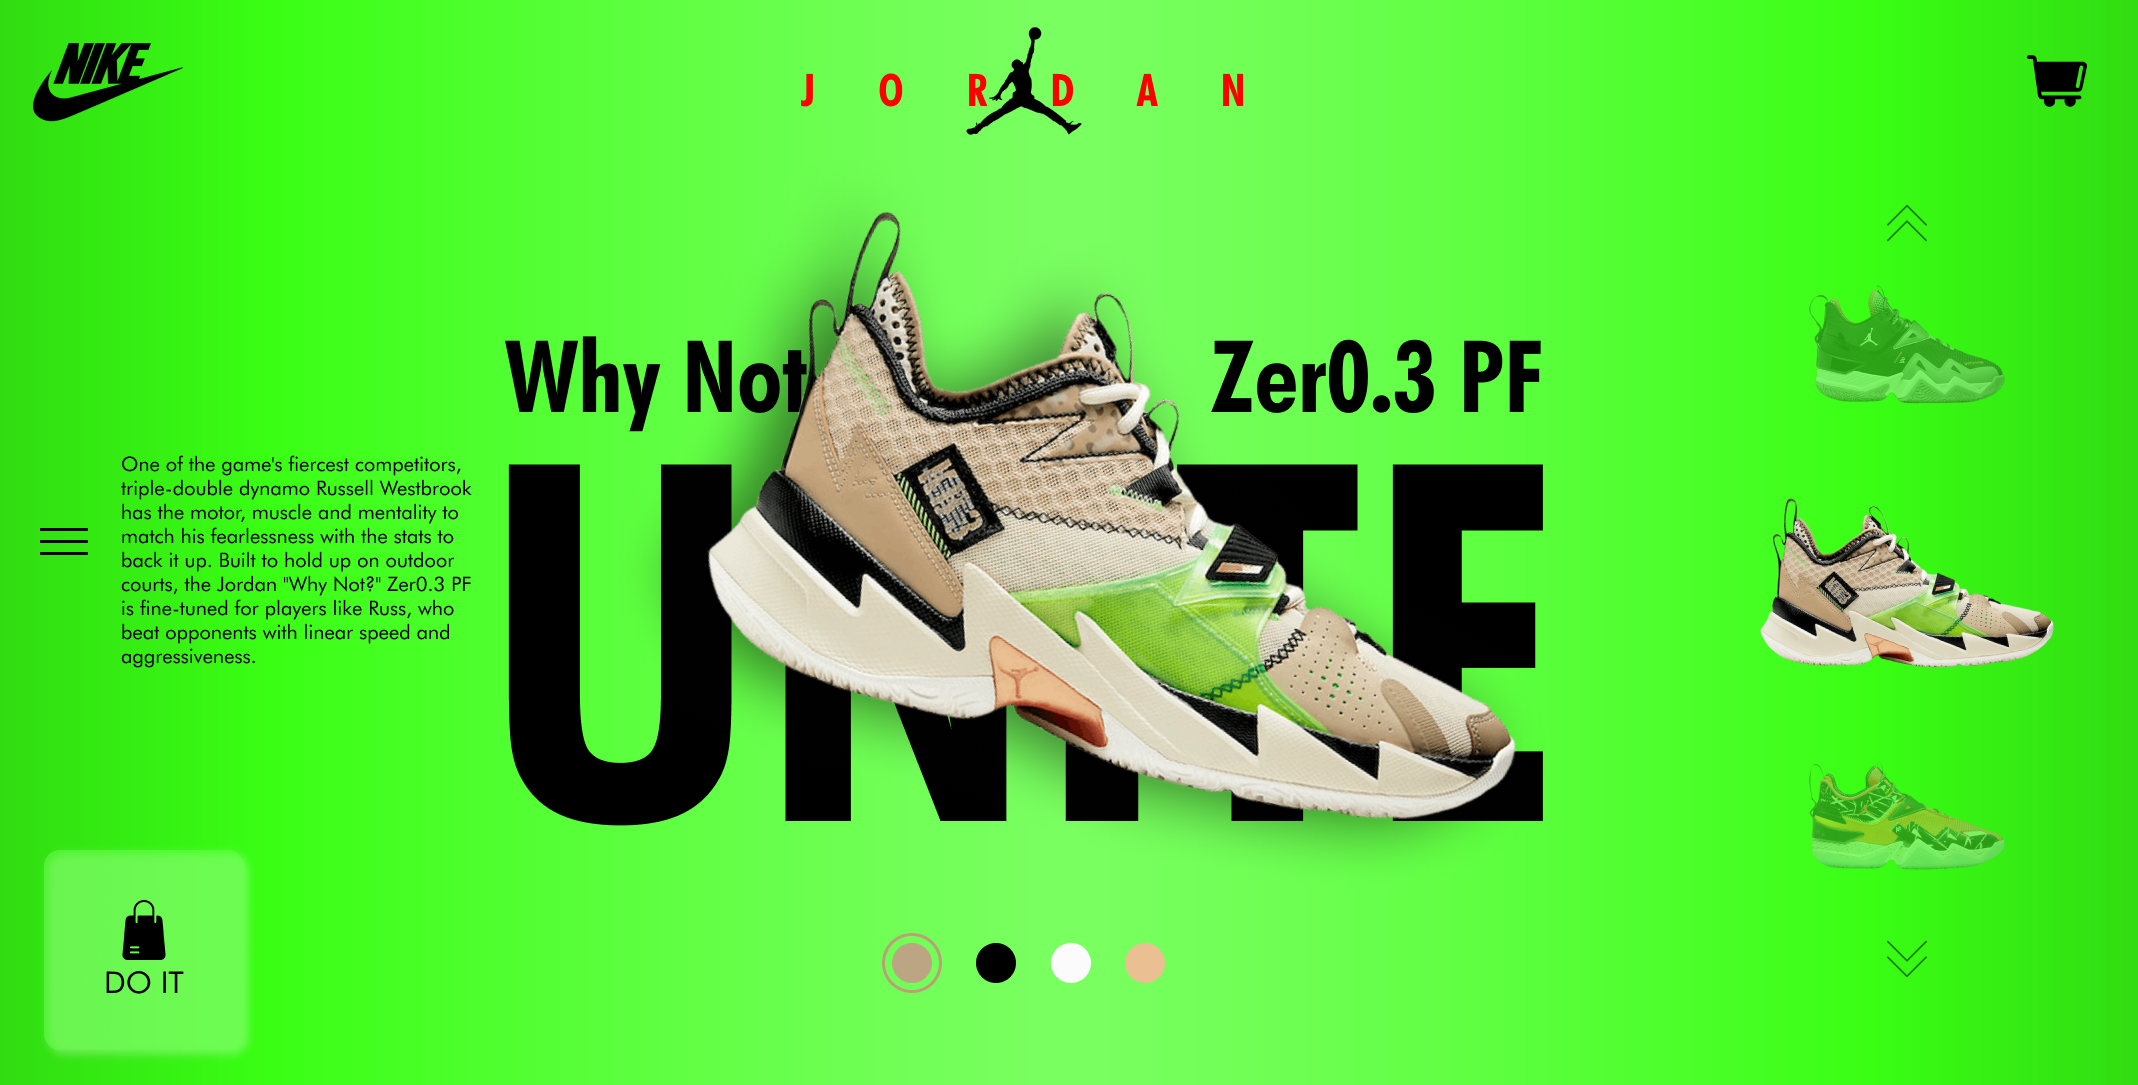 NIKE
JORDAN
Why Not Zer0.3 PF
UNITE
One of the game's fiercest competitors,
triple-double dynamo Russell Westbrook
has the motor, muscle and mentality to
match his fearlessness with the stats to
back it up. Built to hold up on outdoor
courts, the Jordan "Why Not?" Zer0.3 PF
is fine-tuned for players like Russ, who
beat opponents with linear speed and
aggressiveness.
DO IT